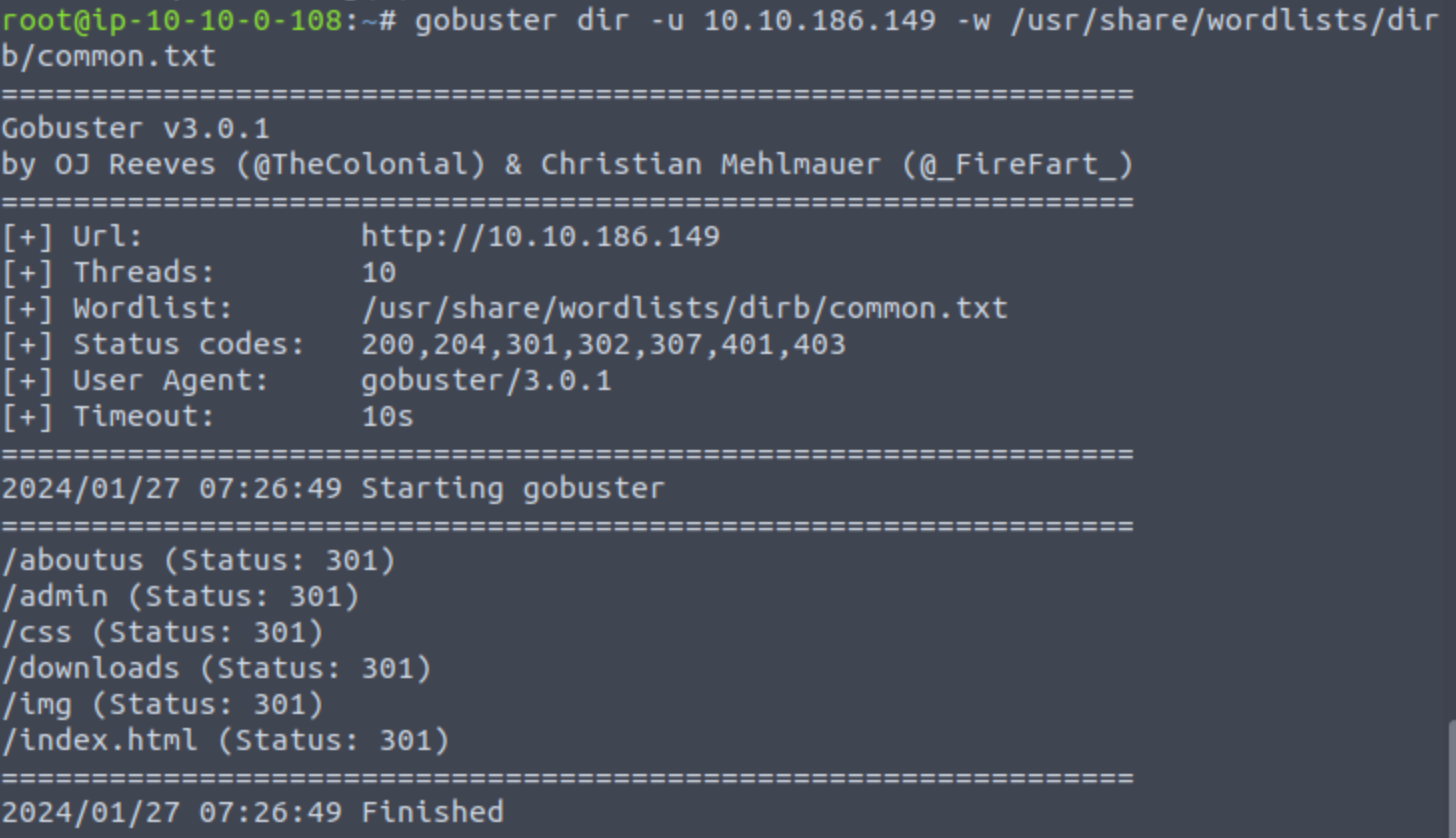 root@ip-10-10-0-108:~# gobuster dir -u 10.10.186.149 -w /usr/share/wordlists/dir
b/common.txt
===============================================================
Gobuster v3.0.1
by OJ Reeves (@TheColonial) & Christian Mehlmauer (@_FireFart_)
===============================================================
[+] Url:            http://10.10.186.149
[+] Threads:        10
[+] Wordlist:       /usr/share/wordlists/dirb/common.txt
[+] Status codes:   200,204,301,302,307,401,403
[+] User Agent:     gobuster/3.0.1
[+] Timeout:        10s
===============================================================
2024/01/27 07:26:49 Starting gobuster
===============================================================
/aboutus (Status: 301)
/admin (Status: 301)
/css (Status: 301)
/downloads (Status: 301)
/img (Status: 301)
/index.html (Status: 301)
===============================================================
2024/01/27 07:26:49 Finished